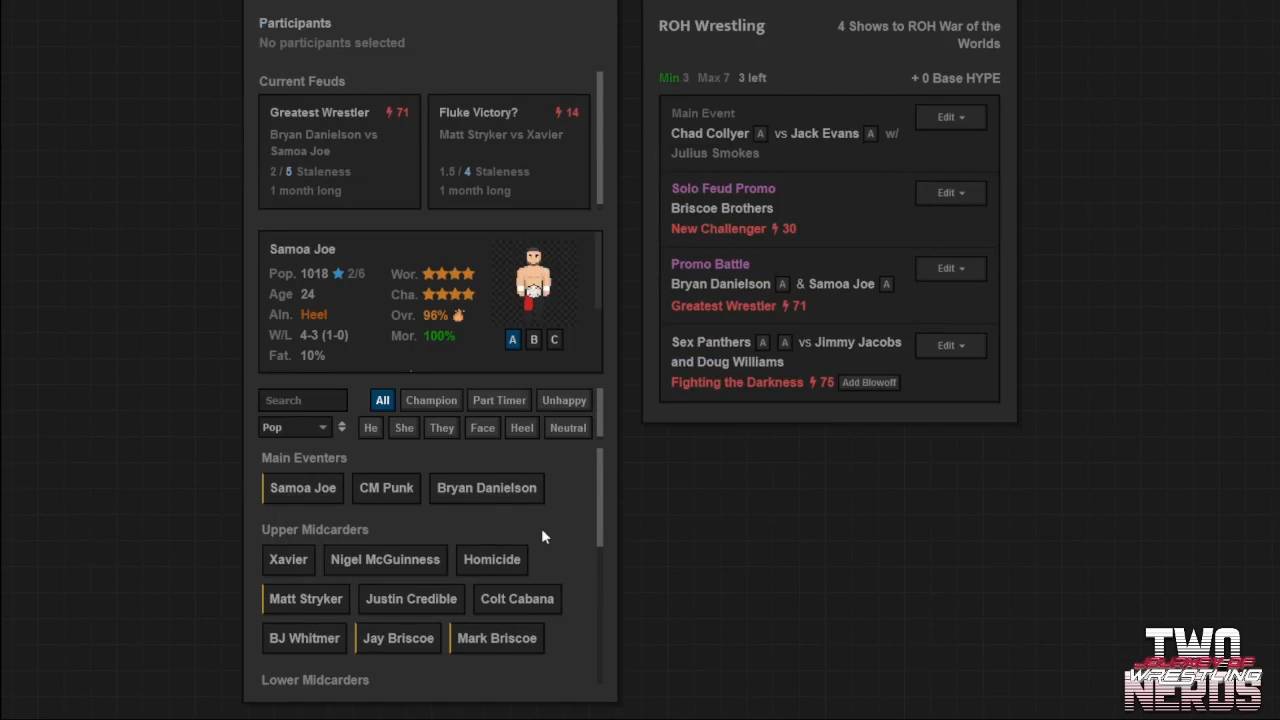 Participants
No participants selected
Current Feuds
Greatest Wrestler 71
Bryan Danielson vs
Samoa Joe
2 / 5 Staleness
1 month long
Fluke Victory? 14
Matt Stryker vs Xavier
1.5 / 4 Staleness
1 month long
Samoa Joe
Pop. 1018 2/6
Age 24
Aln. Heel
W/L 4-3 (1-0)
Fat. 10%
Wor.
Cha.
Ovr. 96%
Mor. 100%
A B C
Search All Champion Part Timer Unhappy
Pop He She They Face Heel Neutral
Main Eventers
Samoa Joe CM Punk Bryan Danielson
Upper Midcarders
Xavier Nigel McGuinness Homicide
Matt Stryker Justin Credible Colt Cabana
BJ Whitmer Jay Briscoe Mark Briscoe
Lower Midcarders
ROH Wrestling
4 Shows to ROH War of the
Worlds
Min 3 Max 7 3 left + 0 Base HYPE
Main Event
Chad Collyer A vs Jack Evans A w/
Julius Smokes
Edit
Solo Feud Promo
Briscoe Brothers
New Challenger 30
Edit
Promo Battle
Bryan Danielson A & Samoa Joe A
Greatest Wrestler 71
Edit
Sex Panthers A A vs Jimmy Jacobs
and Doug Williams
Fighting the Darkness 75 Add Blowoff
Edit
TWO
WRESTLING
NERDS